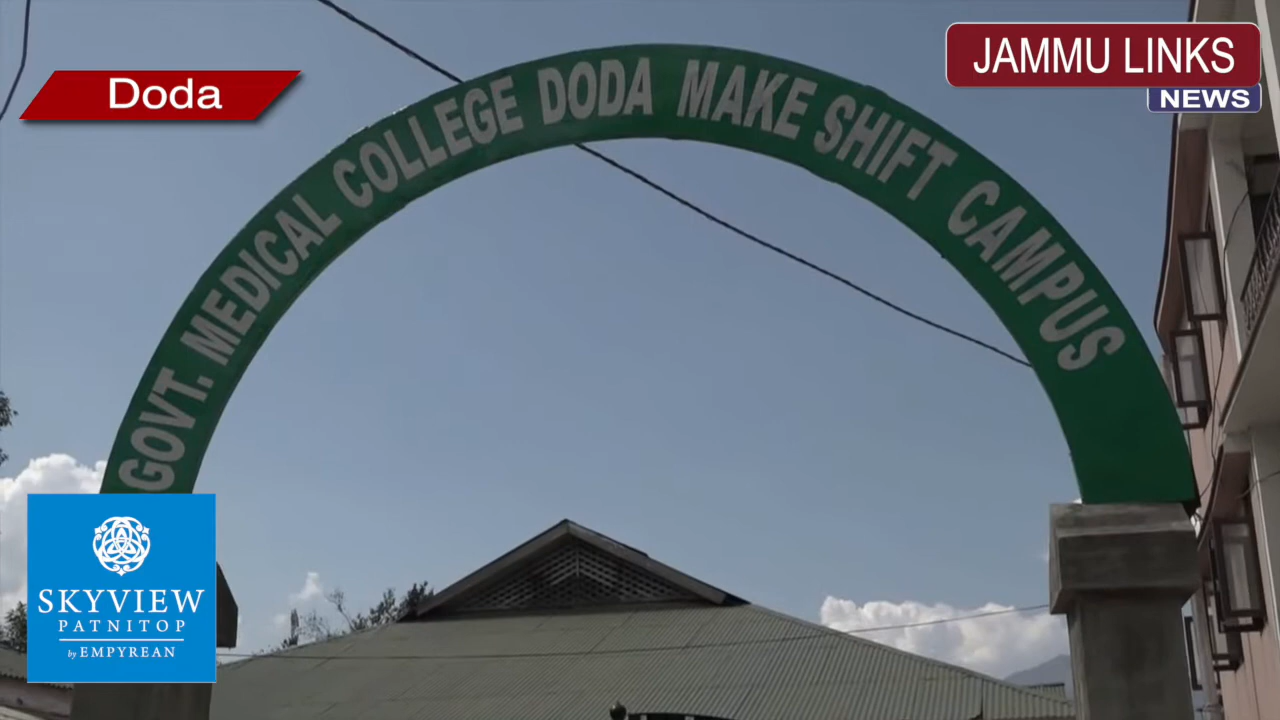 Doda
JAMMU LINKS
NEWS
GOVT. MEDICAL COLLEGE DODA MAKE SHIFT CAMPUS
SKYVIEW
PATNITOP
by EMPYREAN